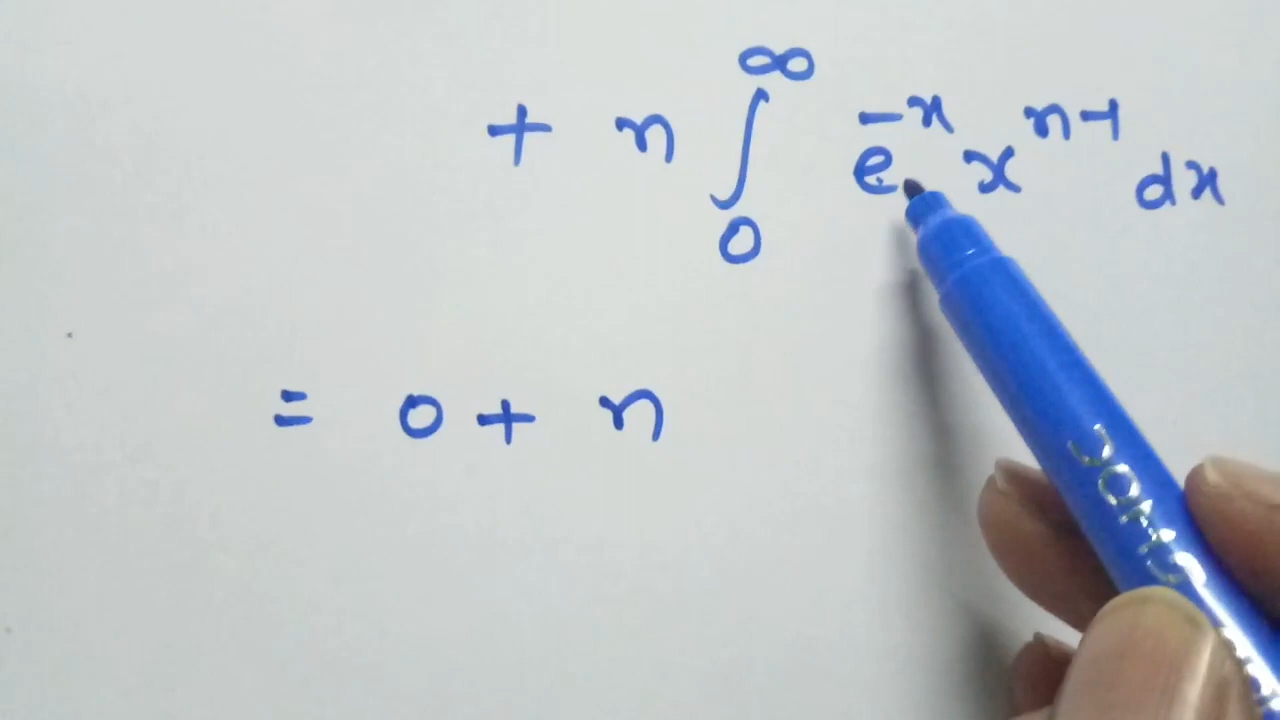 + n ∫₀^∞ e^{-x} x^{n-1} dx
= 0 + n